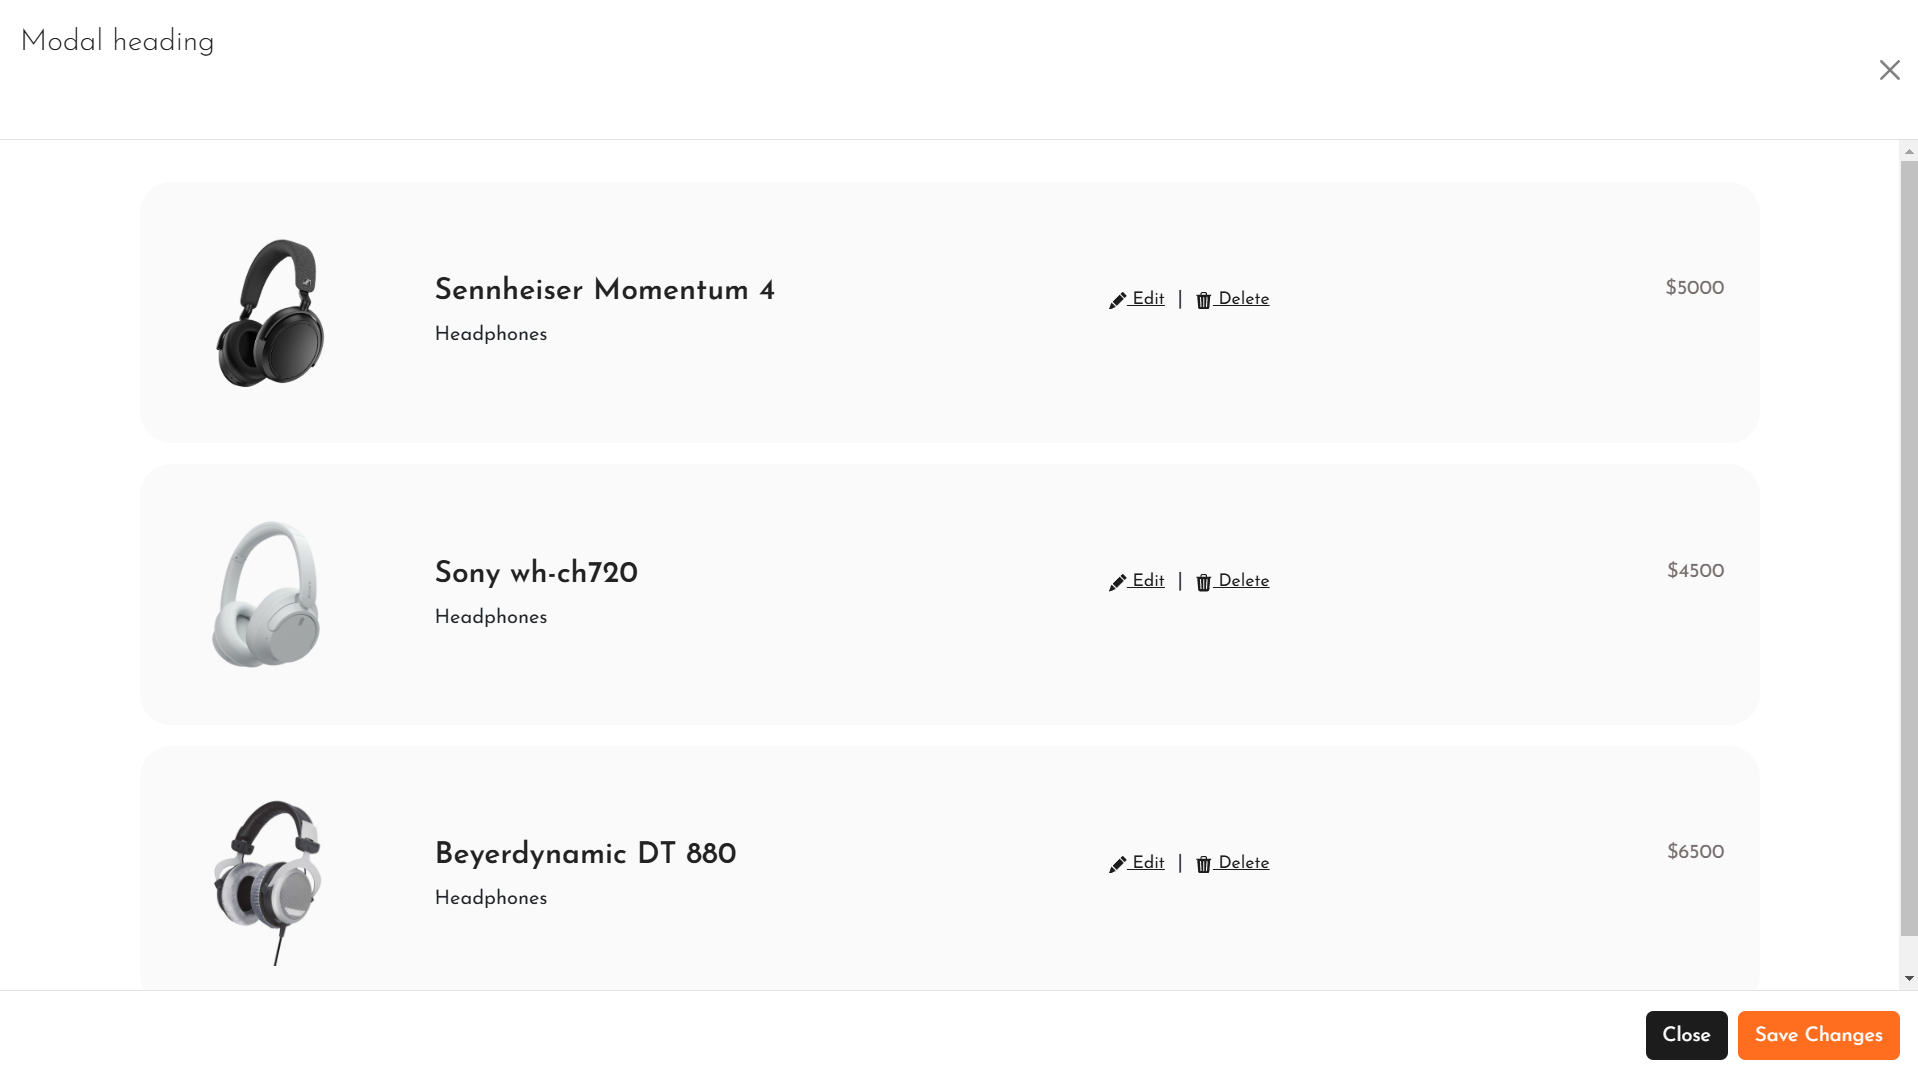 Modal heading
Sennheiser Momentum 4
Headphones
Edit | Delete
$5000
Sony wh-ch720
Headphones
Edit | Delete
$4500
Beyerdynamic DT 880
Headphones
Edit | Delete
$6500
Close
Save Changes